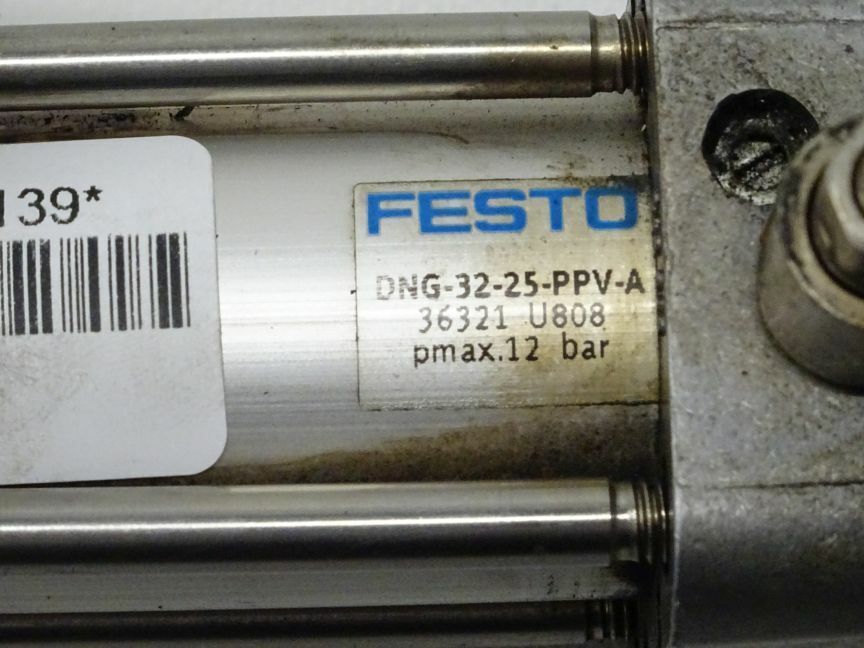 139*
FESTO
DNG-32-25-PPV-A
36321 U808
pmax.12 bar